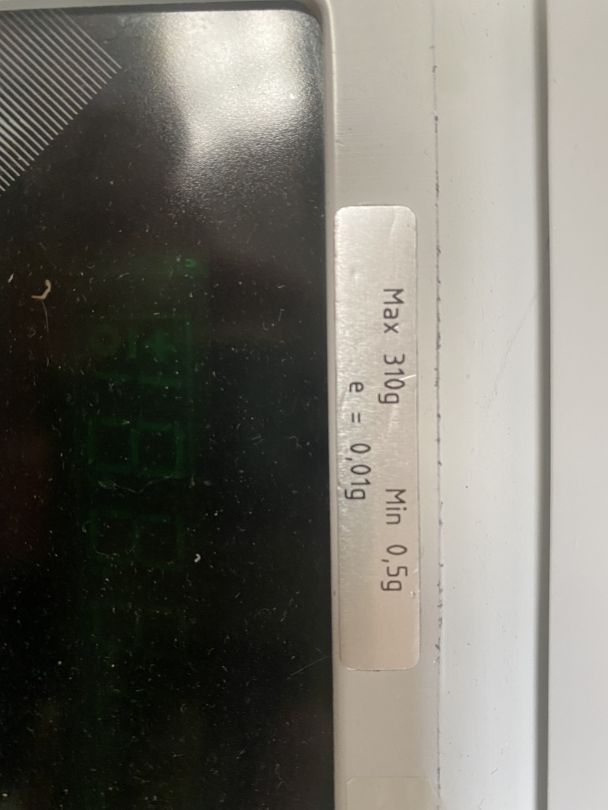 Max 310g Min 0,5g
e = 0,01g